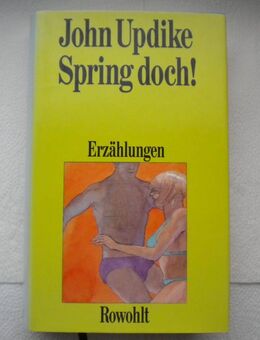 John Updike
Spring doch!
Erzählungen
Rowohlt